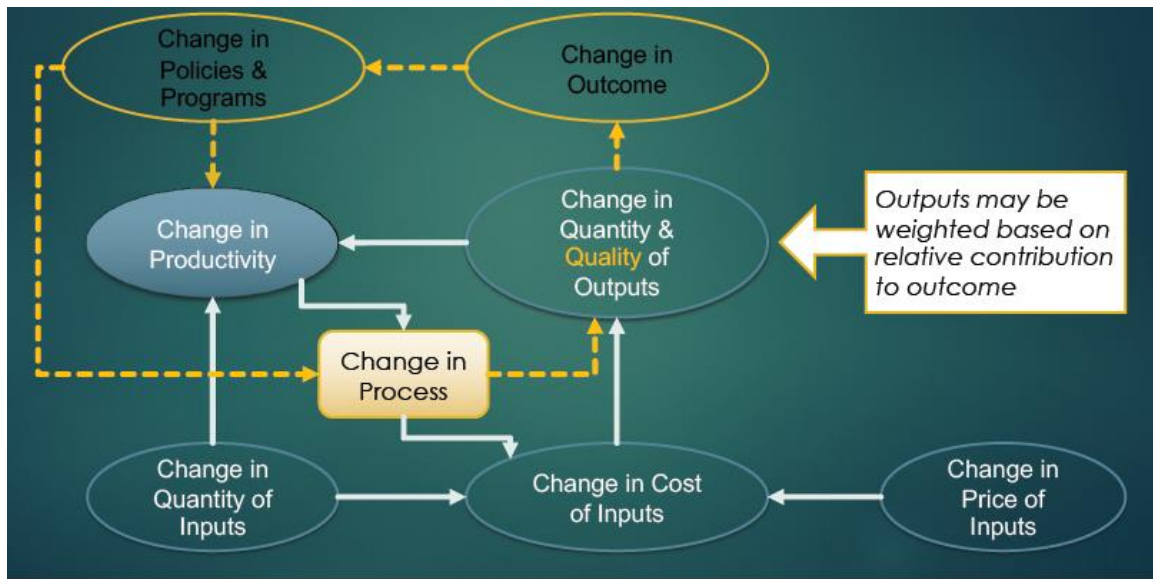 Change in
Policies &
Programs
Change in
Outcome
Change in
Productivity
Change in
Quantity &
Quality of
Outputs
Outputs may be
weighted based on
relative contribution
to outcome
Change in
Process
Change in
Quantity of
Inputs
Change in Cost
of Inputs
Change in
Price of
Inputs